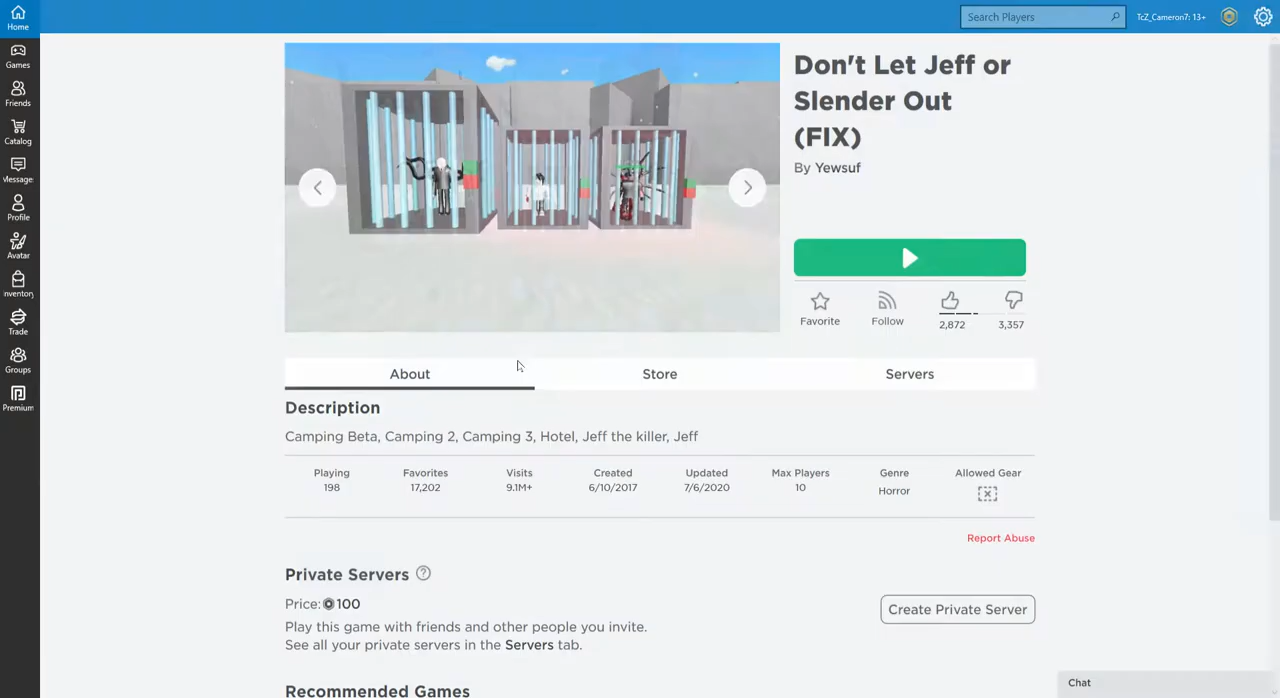 Home
Search Players
TcZ_Cameron7: 13+
Games
Friends
Catalog
Message
Profile
Avatar
Inventory
Trade
Groups
Premium
Don't Let Jeff or
Slender Out
(FIX)
By Yewsuf
Favorite
Follow
2,872
3,357
About
Store
Servers
Description
Camping Beta, Camping 2, Camping 3, Hotel, Jeff the killer, Jeff
Playing
Favorites
Visits
Created
Updated
Max Players
Genre
Allowed Gear
198
17,202
9.1M+
6/10/2017
7/6/2020
10
Horror
Report Abuse
Private Servers
Price: 100
Create Private Server
Play this game with friends and other people you invite.
See all your private servers in the Servers tab.
Recommended Games
Chat